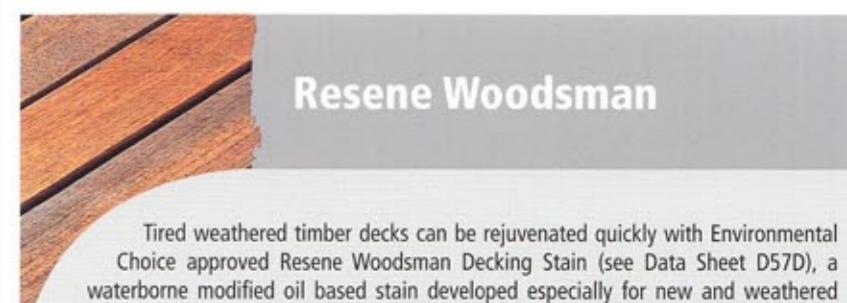 Resene Woodsman
Tired weathered timber decks can be rejuvenated quickly with Environmental
Choice approved Resene Woodsman Decking Stain (see Data Sheet D57D), a
waterborne modified oil based stain developed especially for new and weathered